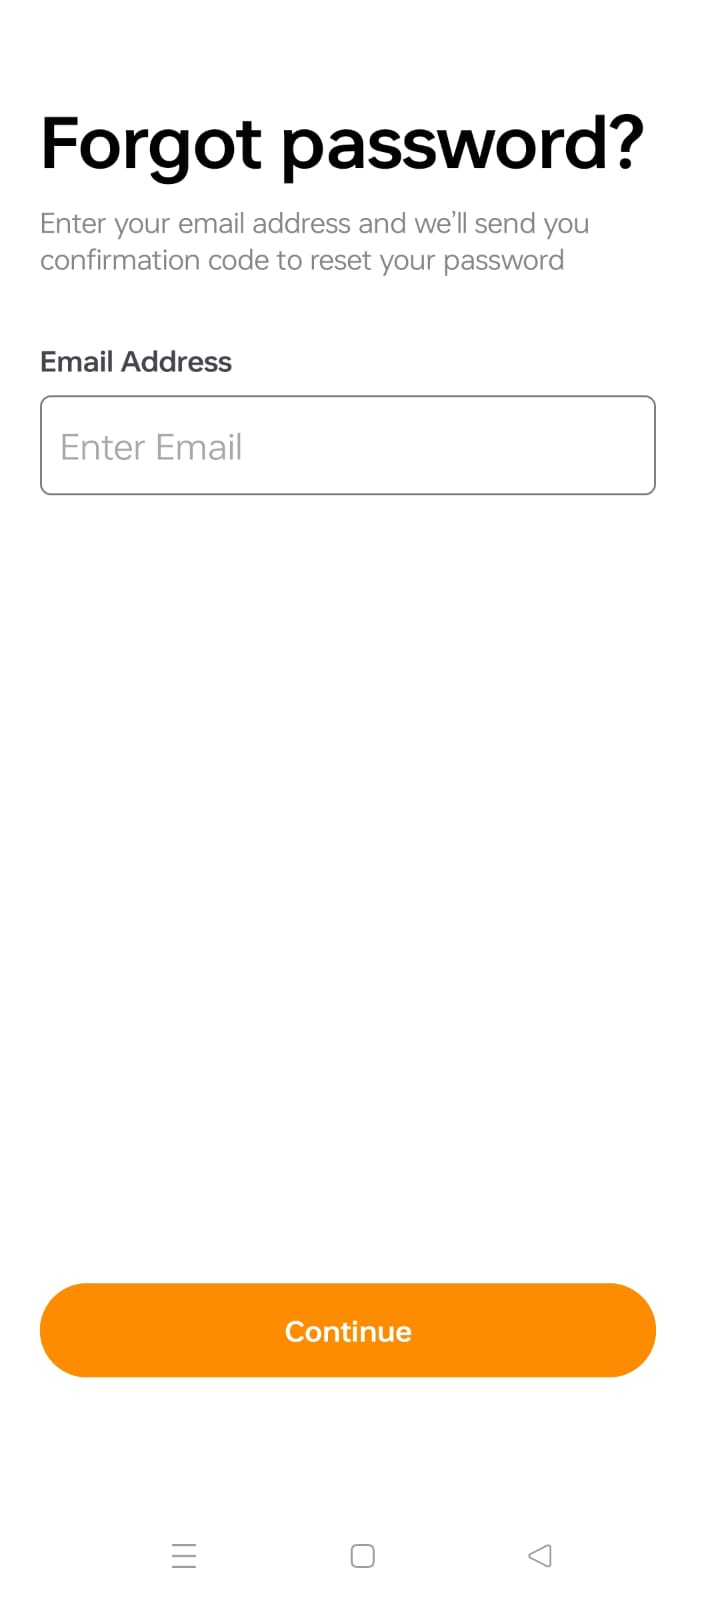 Forgot password?
Enter your email address and we’ll send you
confirmation code to reset your password
Email Address
Enter Email
Continue